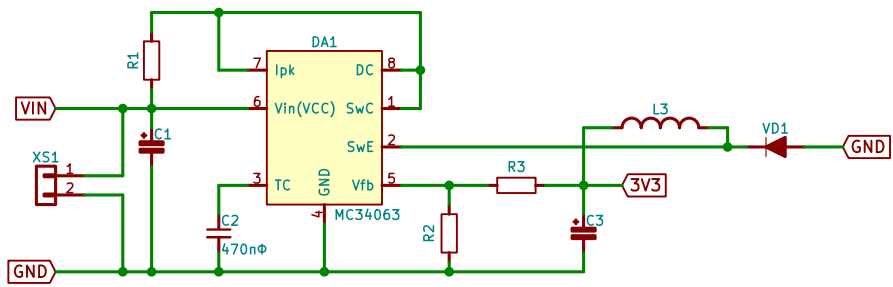 DA1
R1
7 Ipk DC 8
VIN
6 Vin(VCC) SwC 1
L3
C1
VD1
SwE 2
GND
XS1
1
2
R3
3 TC GND Vfb 5
3V3
4
MC34063
C2
470пФ
R2
C3
GND